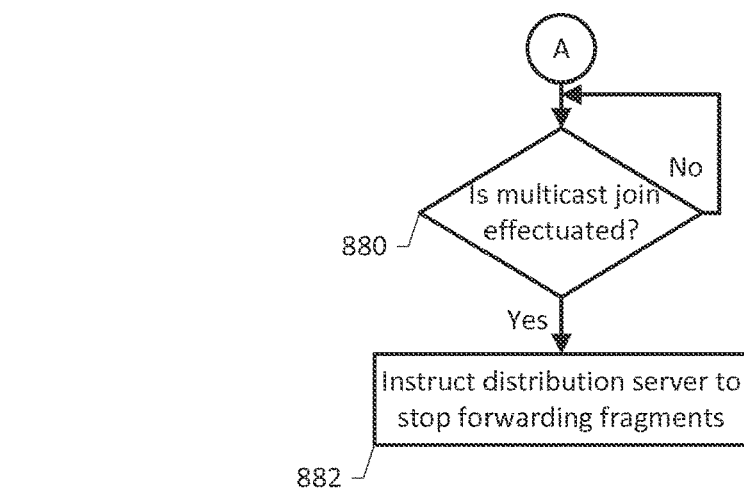 A
No
Is multicast join
effectuated?
880
Yes
Instruct distribution server to
stop forwarding fragments
882